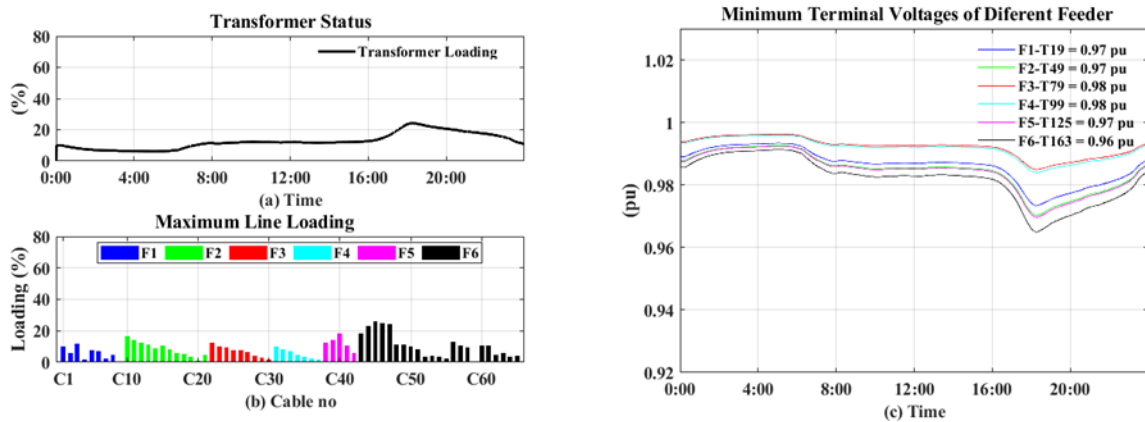 Transformer Status
80
60
40
20
0
(%)
Transformer Loading
0:00 4:00 8:00 12:00 16:00 20:00
(a) Time
Maximum Line Loading
80
60
40
20
0
Loading (%)
F1 F2 F3 F4 F5 F6
C1 C10 C20 C30 C40 C50 C60
(b) Cable no
Minimum Terminal Voltages of Diferent Feeder
1.02
1
0.98
0.96
0.94
0.92
(pu)
F1-T19 = 0.97 pu
F2-T49 = 0.97 pu
F3-T79 = 0.98 pu
F4-T99 = 0.98 pu
F5-T125 = 0.97 pu
F6-T163 = 0.96 pu
0:00 4:00 8:00 12:00 16:00 20:00
(c) Time